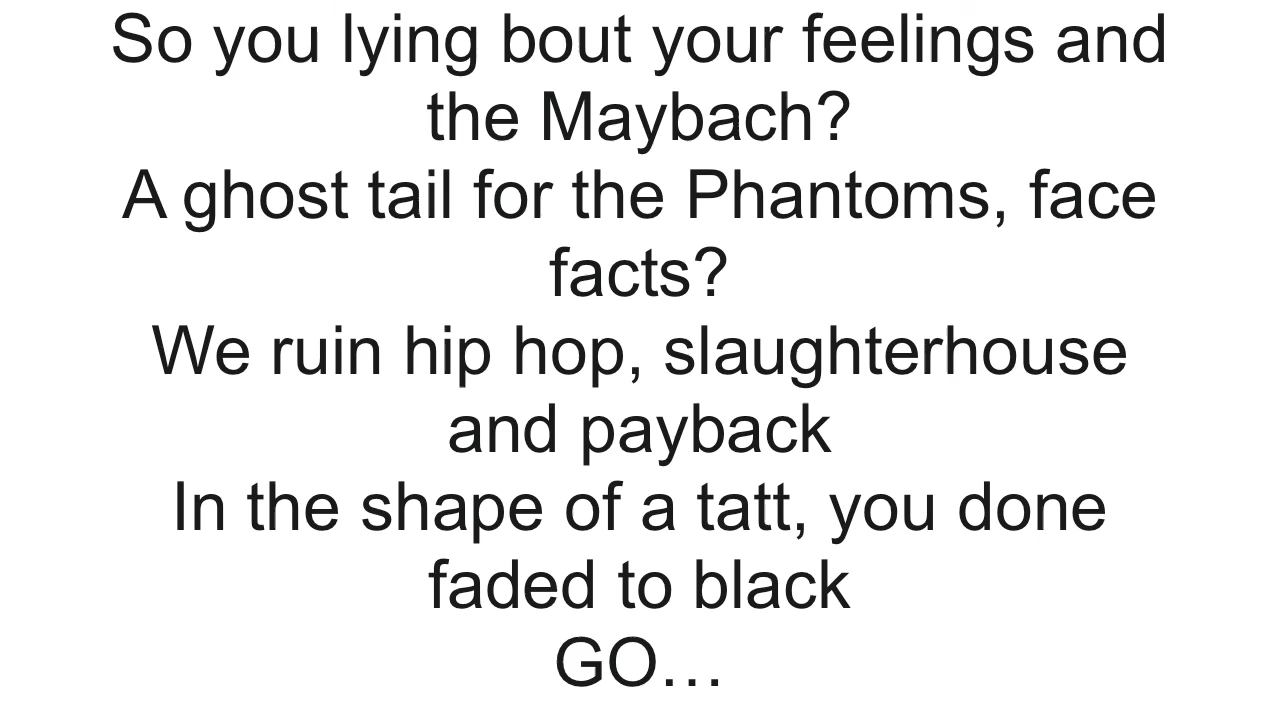 So you lying bout your feelings and
the Maybach?
A ghost tail for the Phantoms, face
facts?
We ruin hip hop, slaughterhouse
and payback
In the shape of a tatt, you done
faded to black
GO…